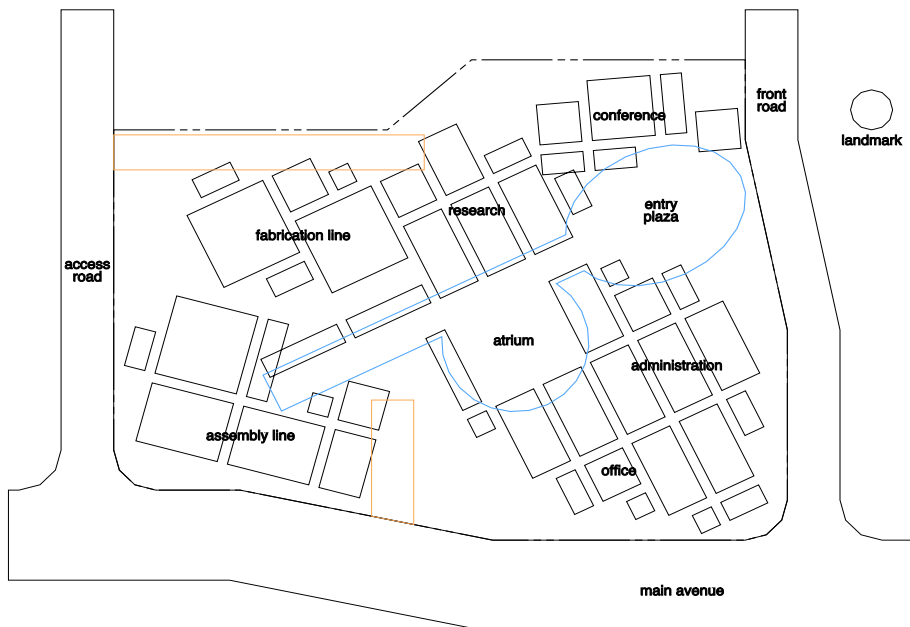 front
road
conference
landmark
research
entry
plaza
fabrication line
access
road
atrium
administration
assembly line
office
main avenue